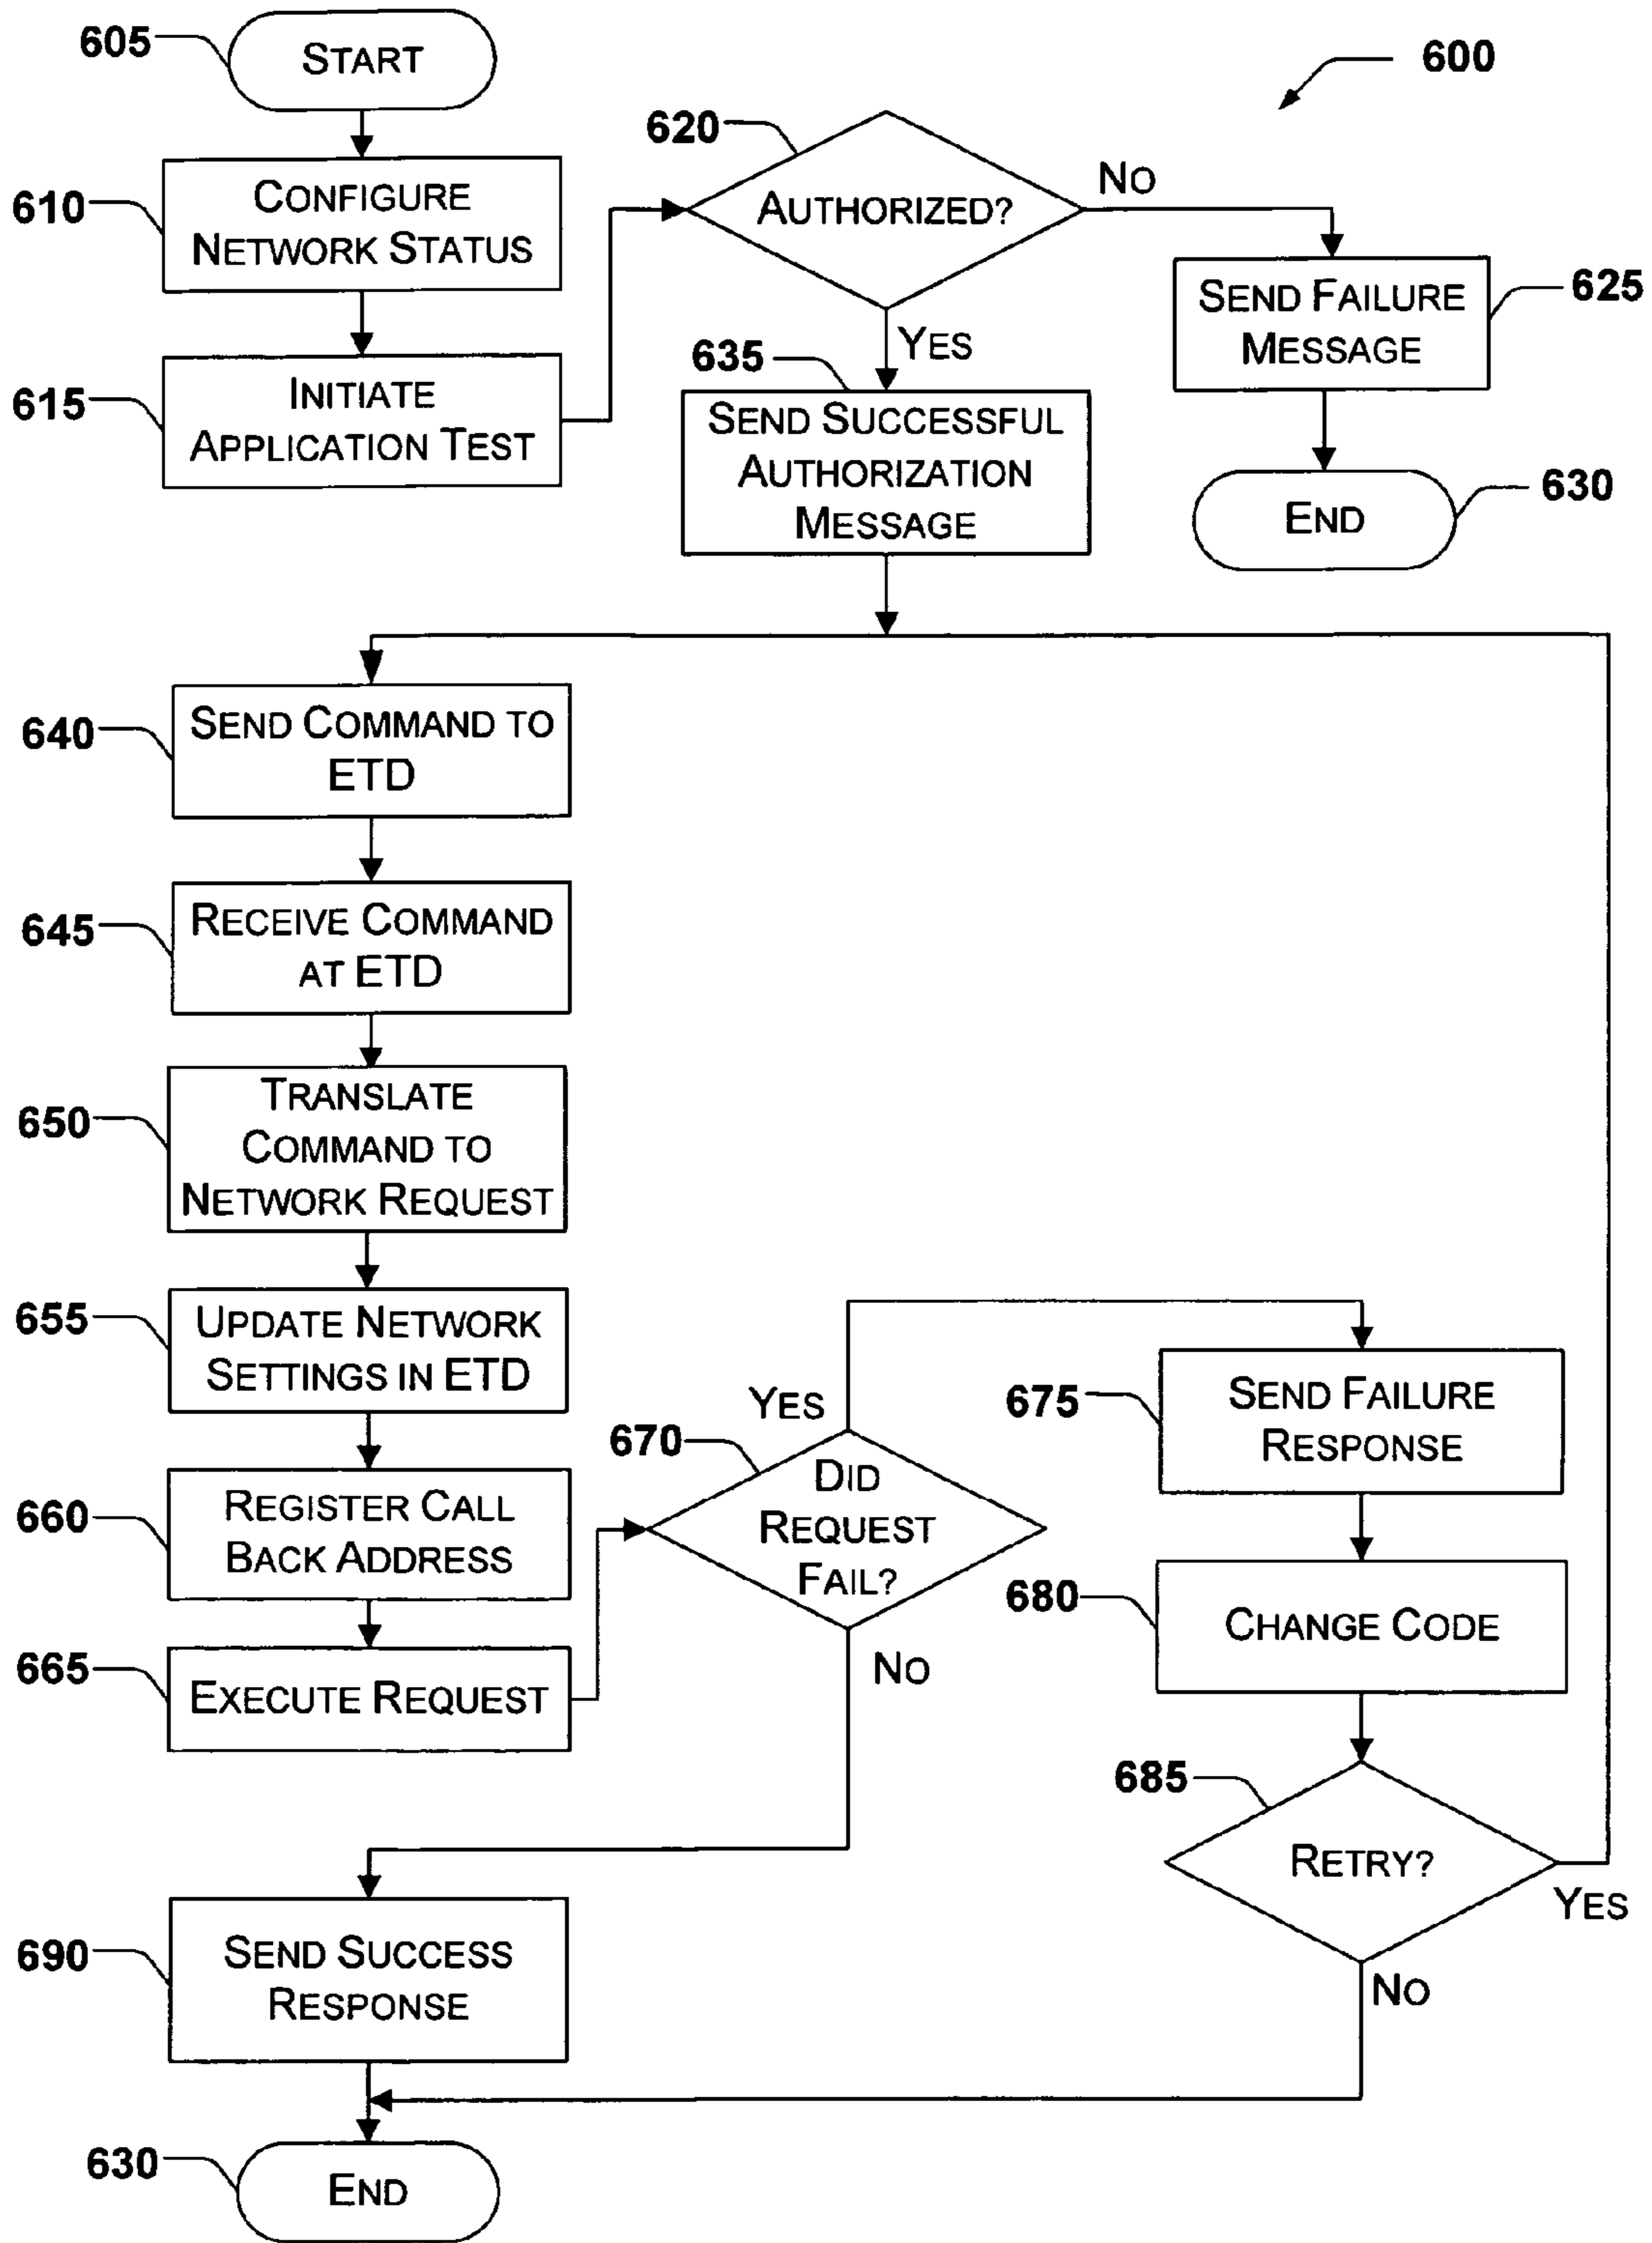 605
START
600
610
CONFIGURE
NETWORK STATUS
615
INITIATE
APPLICATION TEST
620
AUTHORIZED?
NO
625
SEND FAILURE
MESSAGE
630
END
YES
635
SEND SUCCESSFUL
AUTHORIZATION
MESSAGE
640
SEND COMMAND TO
ETD
645
RECEIVE COMMAND
AT ETD
650
TRANSLATE
COMMAND TO
NETWORK REQUEST
655
UPDATE NETWORK
SETTINGS IN ETD
660
REGISTER CALL
BACK ADDRESS
665
EXECUTE REQUEST
670
DID
REQUEST
FAIL?
YES
675
SEND FAILURE
RESPONSE
680
CHANGE CODE
685
RETRY?
YES
NO
NO
690
SEND SUCCESS
RESPONSE
630
END